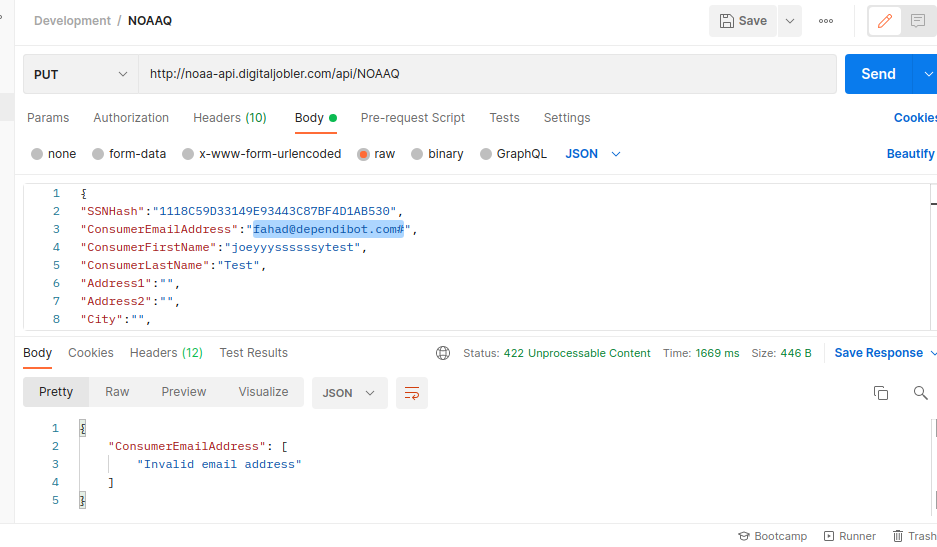 Development / NOAAQ
Save
PUT
http://noaa-api.digitaljobler.com/api/NOAAQ
Send
Params Authorization Headers (10) Body Pre-request Script Tests Settings Cookies
none form-data x-www-form-urlencoded raw binary GraphQL JSON Beautify
1 {
2 "SSNHash":"1118C59D33149E93443C87BF4D1AB530",
3 "ConsumerEmailAddress":"fahad@dependibot.com#",
4 "ConsumerFirstName":"joeyyyssssssytest",
5 "ConsumerLastName":"Test",
6 "Address1":"",
7 "Address2":"",
8 "City":"",
Body Cookies Headers (12) Test Results Status: 422 Unprocessable Content Time: 1669 ms Size: 446 B Save Response
Pretty Raw Preview Visualize JSON
1 {
2 "ConsumerEmailAddress": [
3 "Invalid email address"
4 ]
5 }
Bootcamp Runner Trash